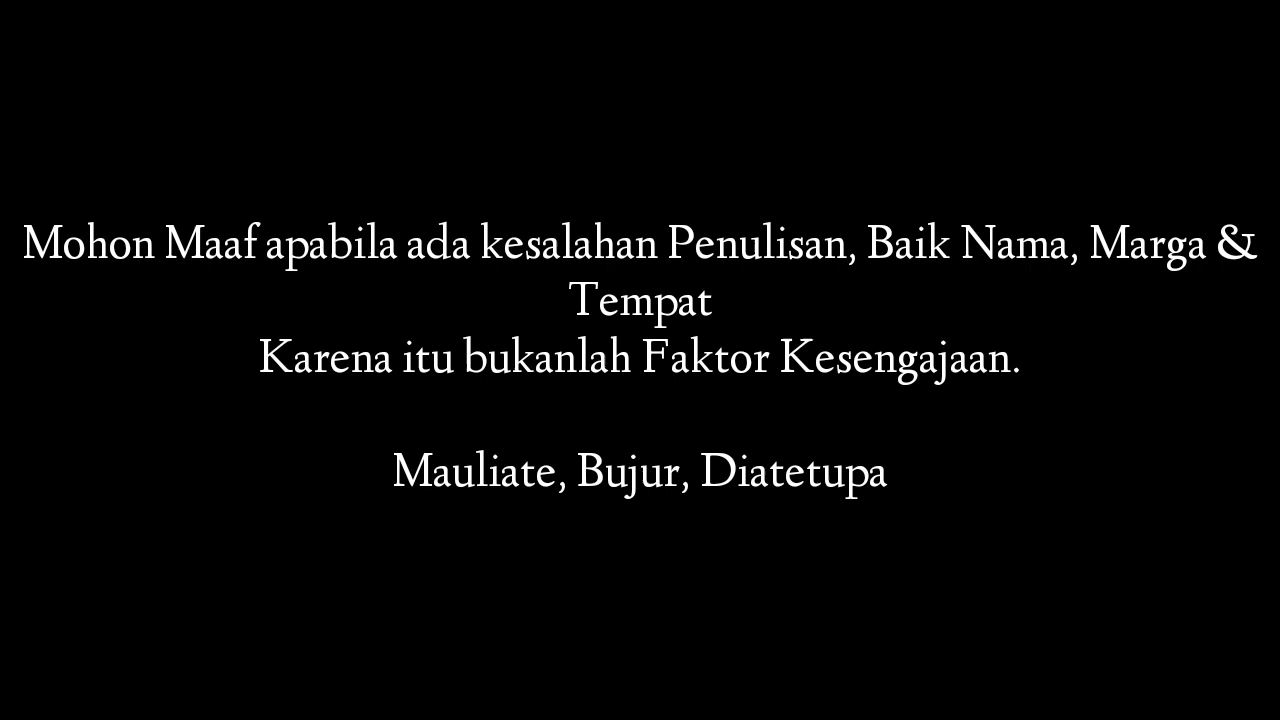 Mohon Maaf apabila ada kesalahan Penulisan, Baik Nama, Marga &
Tempat
Karena itu bukanlah Faktor Kesengajaan.
Mauliate, Bujur, Diatetupa